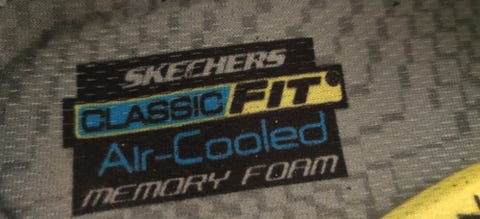 SKECHERS
CLASSIC FIT®
Air-Cooled
MEMORY FOAM